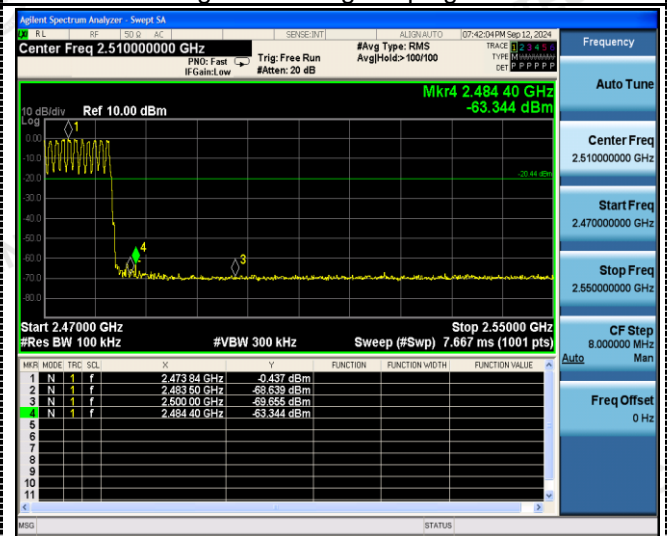 Agilent Spectrum Analyzer - Swept SA
RL RF 50 Ω AC SENSE:INT ALIGN AUTO 07:42:04 PM Sep 12, 2024
Center Freq 2.510000000 GHz
PNO: Fast
IFGain:Low
Trig: Free Run
#Atten: 20 dB
#Avg Type: RMS
Avg|Hold:> 100/100
TRACE 1 2 3 4 5 6
TYPE
DET P P P P P P
Mkr4 2.484 40 GHz
-63.344 dBm
10 dB/div Ref 10.00 dBm
Log
0.00
-10.0
-20.0
-30.0
-40.0
-50.0
-60.0
-70.0
-80.0
1
4
3
-20.44 dBm
Start 2.47000 GHz Stop 2.55000 GHz
#Res BW 100 kHz #VBW 300 kHz Sweep (#Swp) 7.667 ms (1001 pts)
MKR MODE TRC SCL X Y FUNCTION FUNCTION WIDTH FUNCTION VALUE
1 N 1 f 2.473 84 GHz -0.437 dBm
2 N 1 f 2.483 50 GHz -68.639 dBm
3 N 1 f 2.500 00 GHz -69.655 dBm
4 N 1 f 2.484 40 GHz -63.344 dBm
5
6
7
8
9
10
11
MSG STATUS
Frequency
Auto Tune
Center Freq
2.510000000 GHz
Start Freq
2.470000000 GHz
Stop Freq
2.550000000 GHz
CF Step
8.000000 MHz
Auto Man
Freq Offset
0 Hz